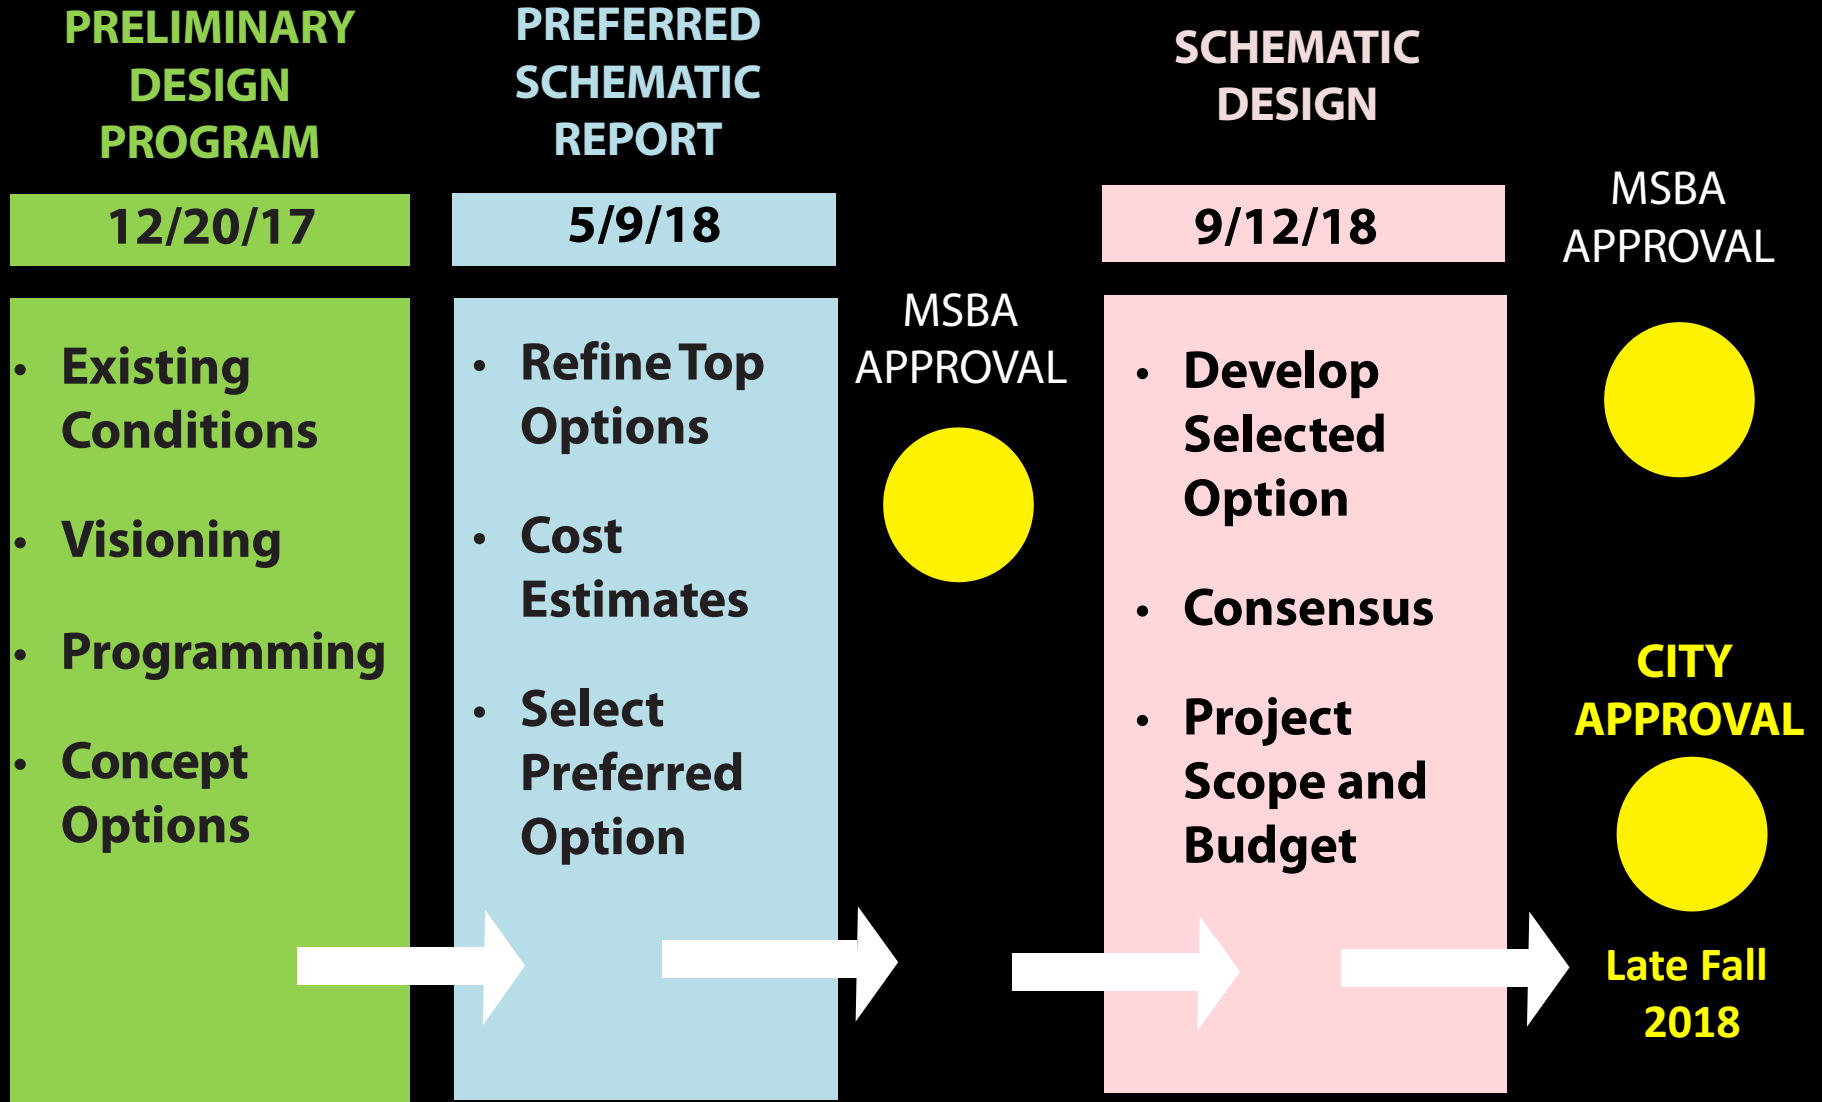 PRELIMINARY
DESIGN
PROGRAM
12/20/17
• Existing
Conditions
• Visioning
• Programming
• Concept
Options
PREFERRED
SCHEMATIC
REPORT
5/9/18
• Refine Top
Options
• Cost
Estimates
• Select
Preferred
Option
MSBA
APPROVAL
SCHEMATIC
DESIGN
9/12/18
• Develop
Selected
Option
• Consensus
• Project
Scope and
Budget
MSBA
APPROVAL
CITY
APPROVAL
Late Fall
2018